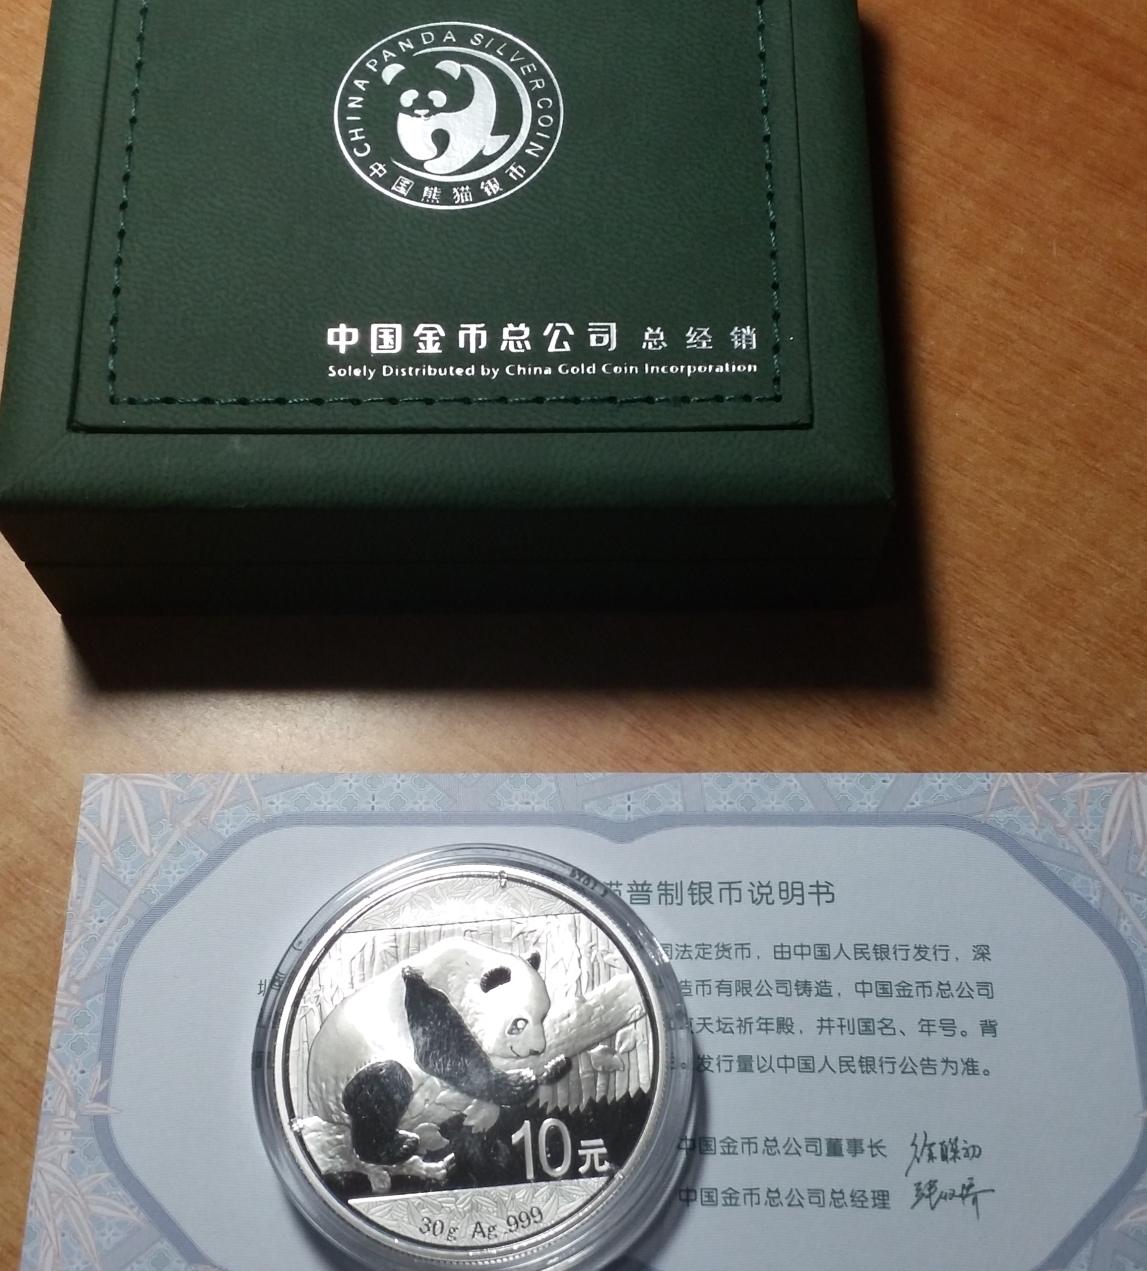 CHINA PANDA SILVER COIN
中国熊猫银币
中国金币总公司 总经销
Solely Distributed by China Gold Coin Incorporation
普制银币说明书
法定货币，由中国人民银行发行，深
造币有限公司铸造，中国金币总公司
天坛祈年殿，并刊国名、年号。背
发行量以中国人民银行公告为准。
中国金币总公司董事长
中国金币总公司总经理
10元
30g Ag .999